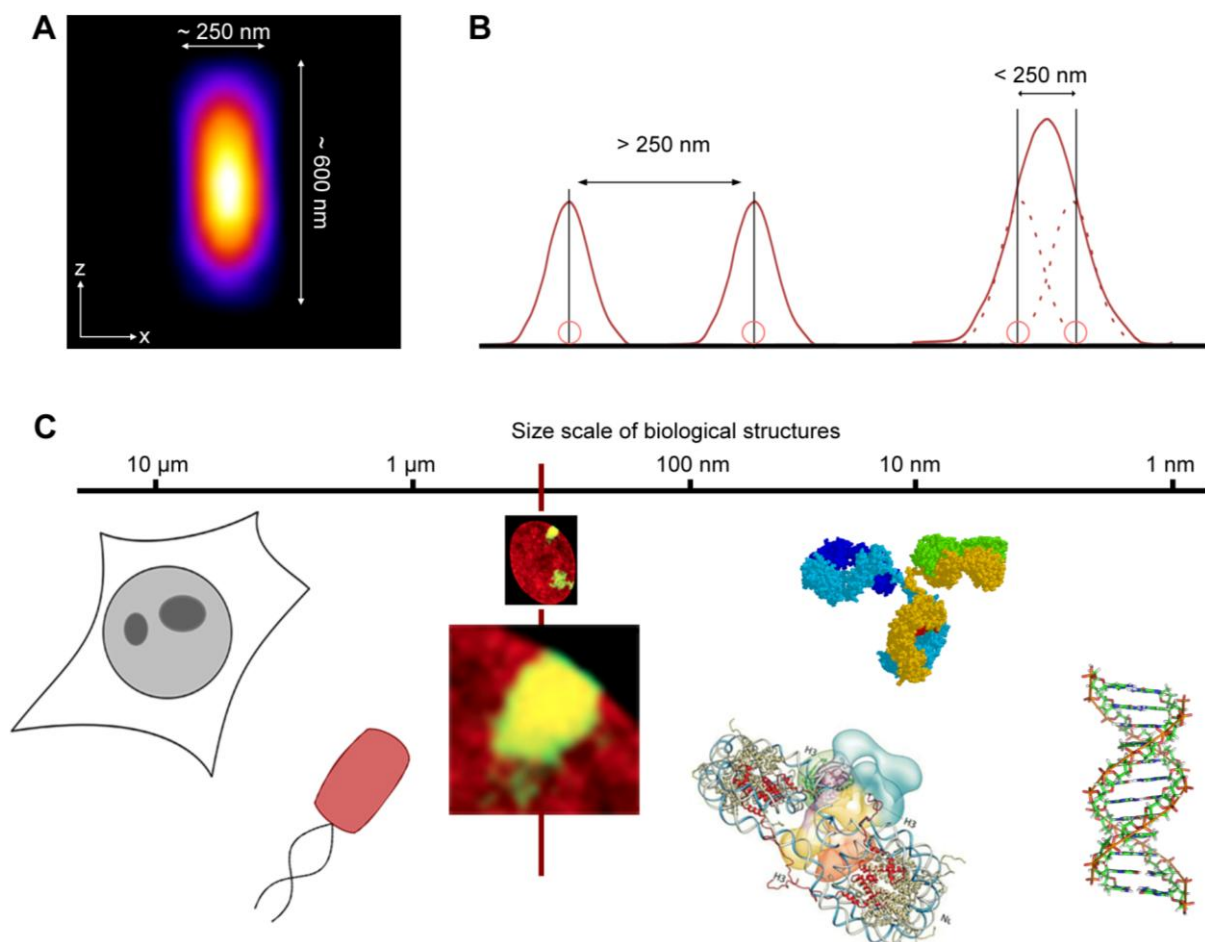 A
~ 250 nm
~ 600 nm
z
x
B
> 250 nm
< 250 nm
C
Size scale of biological structures
10 µm
1 µm
100 nm
10 nm
1 nm
H3
H3
H3
NL